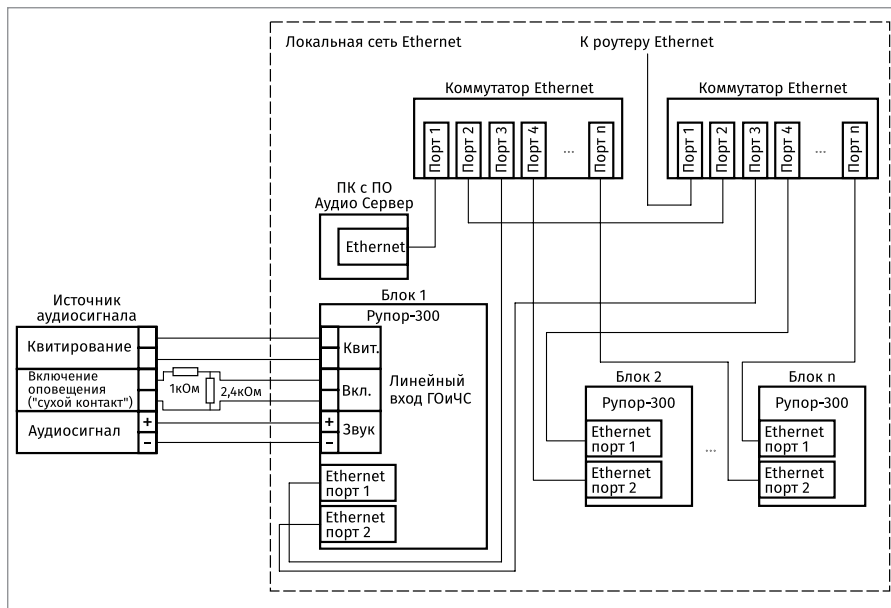 Локальная сеть Ethernet
К роутеру Ethernet
Коммутатор Ethernet
Порт 1
Порт 2
Порт 3
Порт 4
...
Порт n
Коммутатор Ethernet
Порт 1
Порт 2
Порт 3
Порт 4
...
Порт n
ПК с ПО
Аудио Сервер
Ethernet
Источник
аудиосигнала
Квитирование
Включение
оповещения
("сухой контакт")
Аудиосигнал
+
–
1кОм
2,4кОм
Блок 1
Рупор-300
Квит.
Вкл.
+
–
Звук
Линейный
вход ГОиЧС
Ethernet
порт 1
Ethernet
порт 2
Блок 2
Рупор-300
Ethernet
порт 1
Ethernet
порт 2
...
Блок n
Рупор-300
Ethernet
порт 1
Ethernet
порт 2